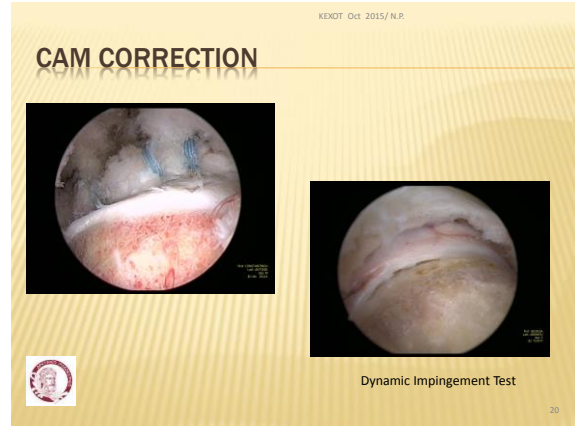 KEXOT Oct 2015/ N.P.
CAM CORRECTION
Dynamic Impingement Test
20